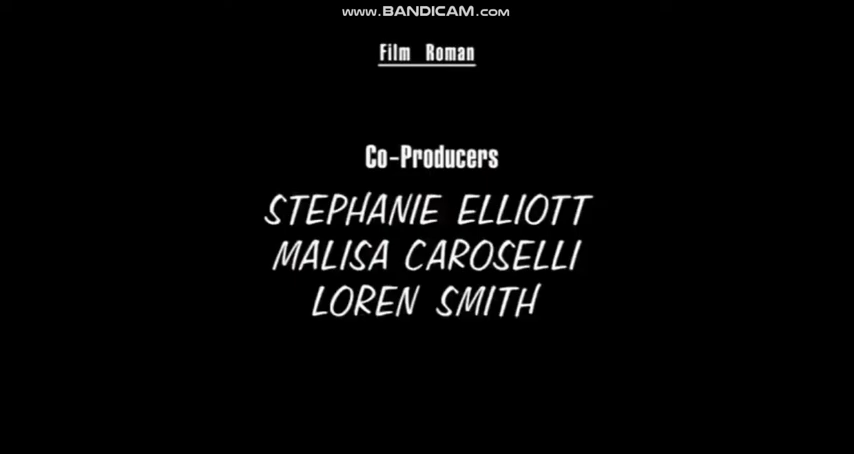 www.BANDICAM.com
Film Roman
Co-Producers
STEPHANIE ELLIOTT
MALISA CAROSELLI
LOREN SMITH